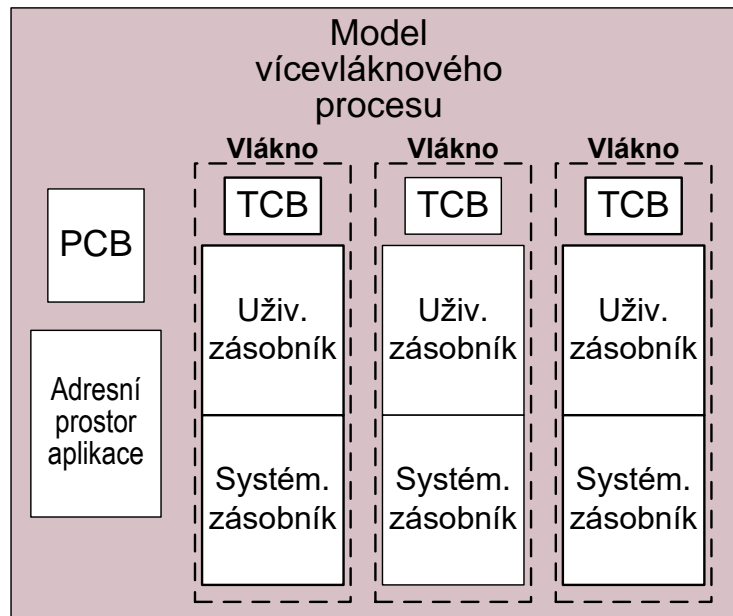 Model
vícevláknového
procesu
Vlákno
Vlákno
Vlákno
PCB
TCB
TCB
TCB
Adresní
prostor
aplikace
Uživ.
zásobník
Uživ.
zásobník
Uživ.
zásobník
Systém.
zásobník
Systém.
zásobník
Systém.
zásobník